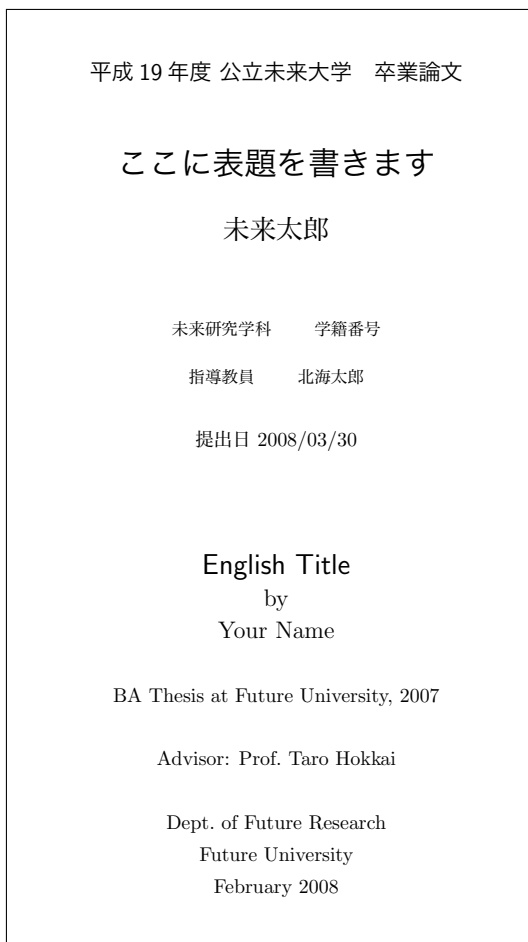 平成 19 年度 公立未来大学　卒業論文
ここに表題を書きます
未来太郎
未来研究学科　　学籍番号
指導教員　　北海太郎
提出日 2008/03/30
English Title
by
Your Name
BA Thesis at Future University, 2007
Advisor: Prof. Taro Hokkai
Dept. of Future Research
Future University
February 2008